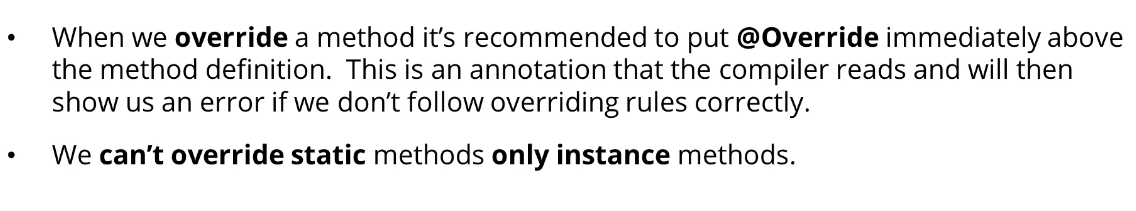 • When we override a method it’s recommended to put @Override immediately above
the method definition.  This is an annotation that the compiler reads and will then
show us an error if we don’t follow overriding rules correctly.
• We can’t override static methods only instance methods.